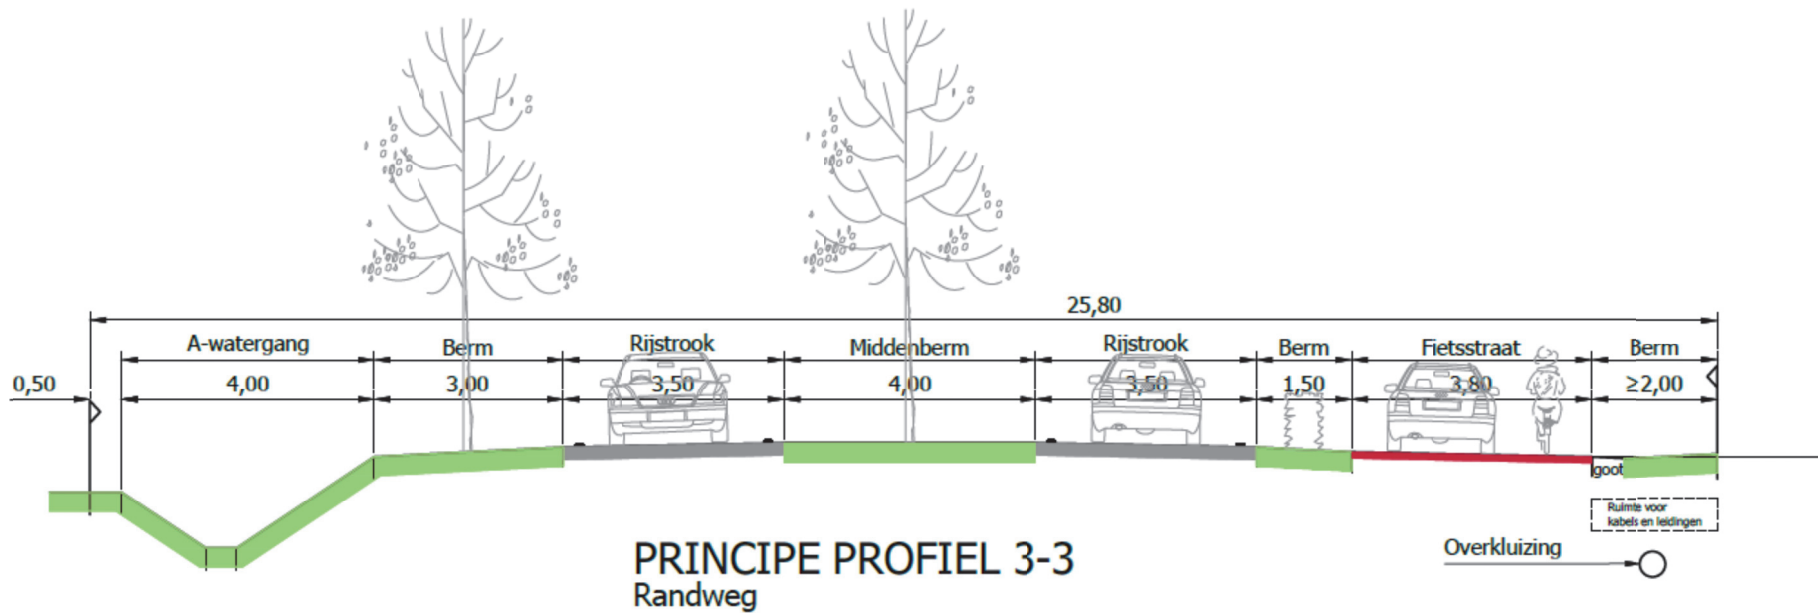 25,80
A-watergang Berm Rijstrook Middenberm Rijstrook Berm Fietsstraat Berm
0,50 4,00 3,00 3,50 4,00 3,50 1,50 3,80 ≥2,00
goot
Ruimte voor
kabels en leidingen
Overkluizing
PRINCIPE PROFIEL 3-3
Randweg